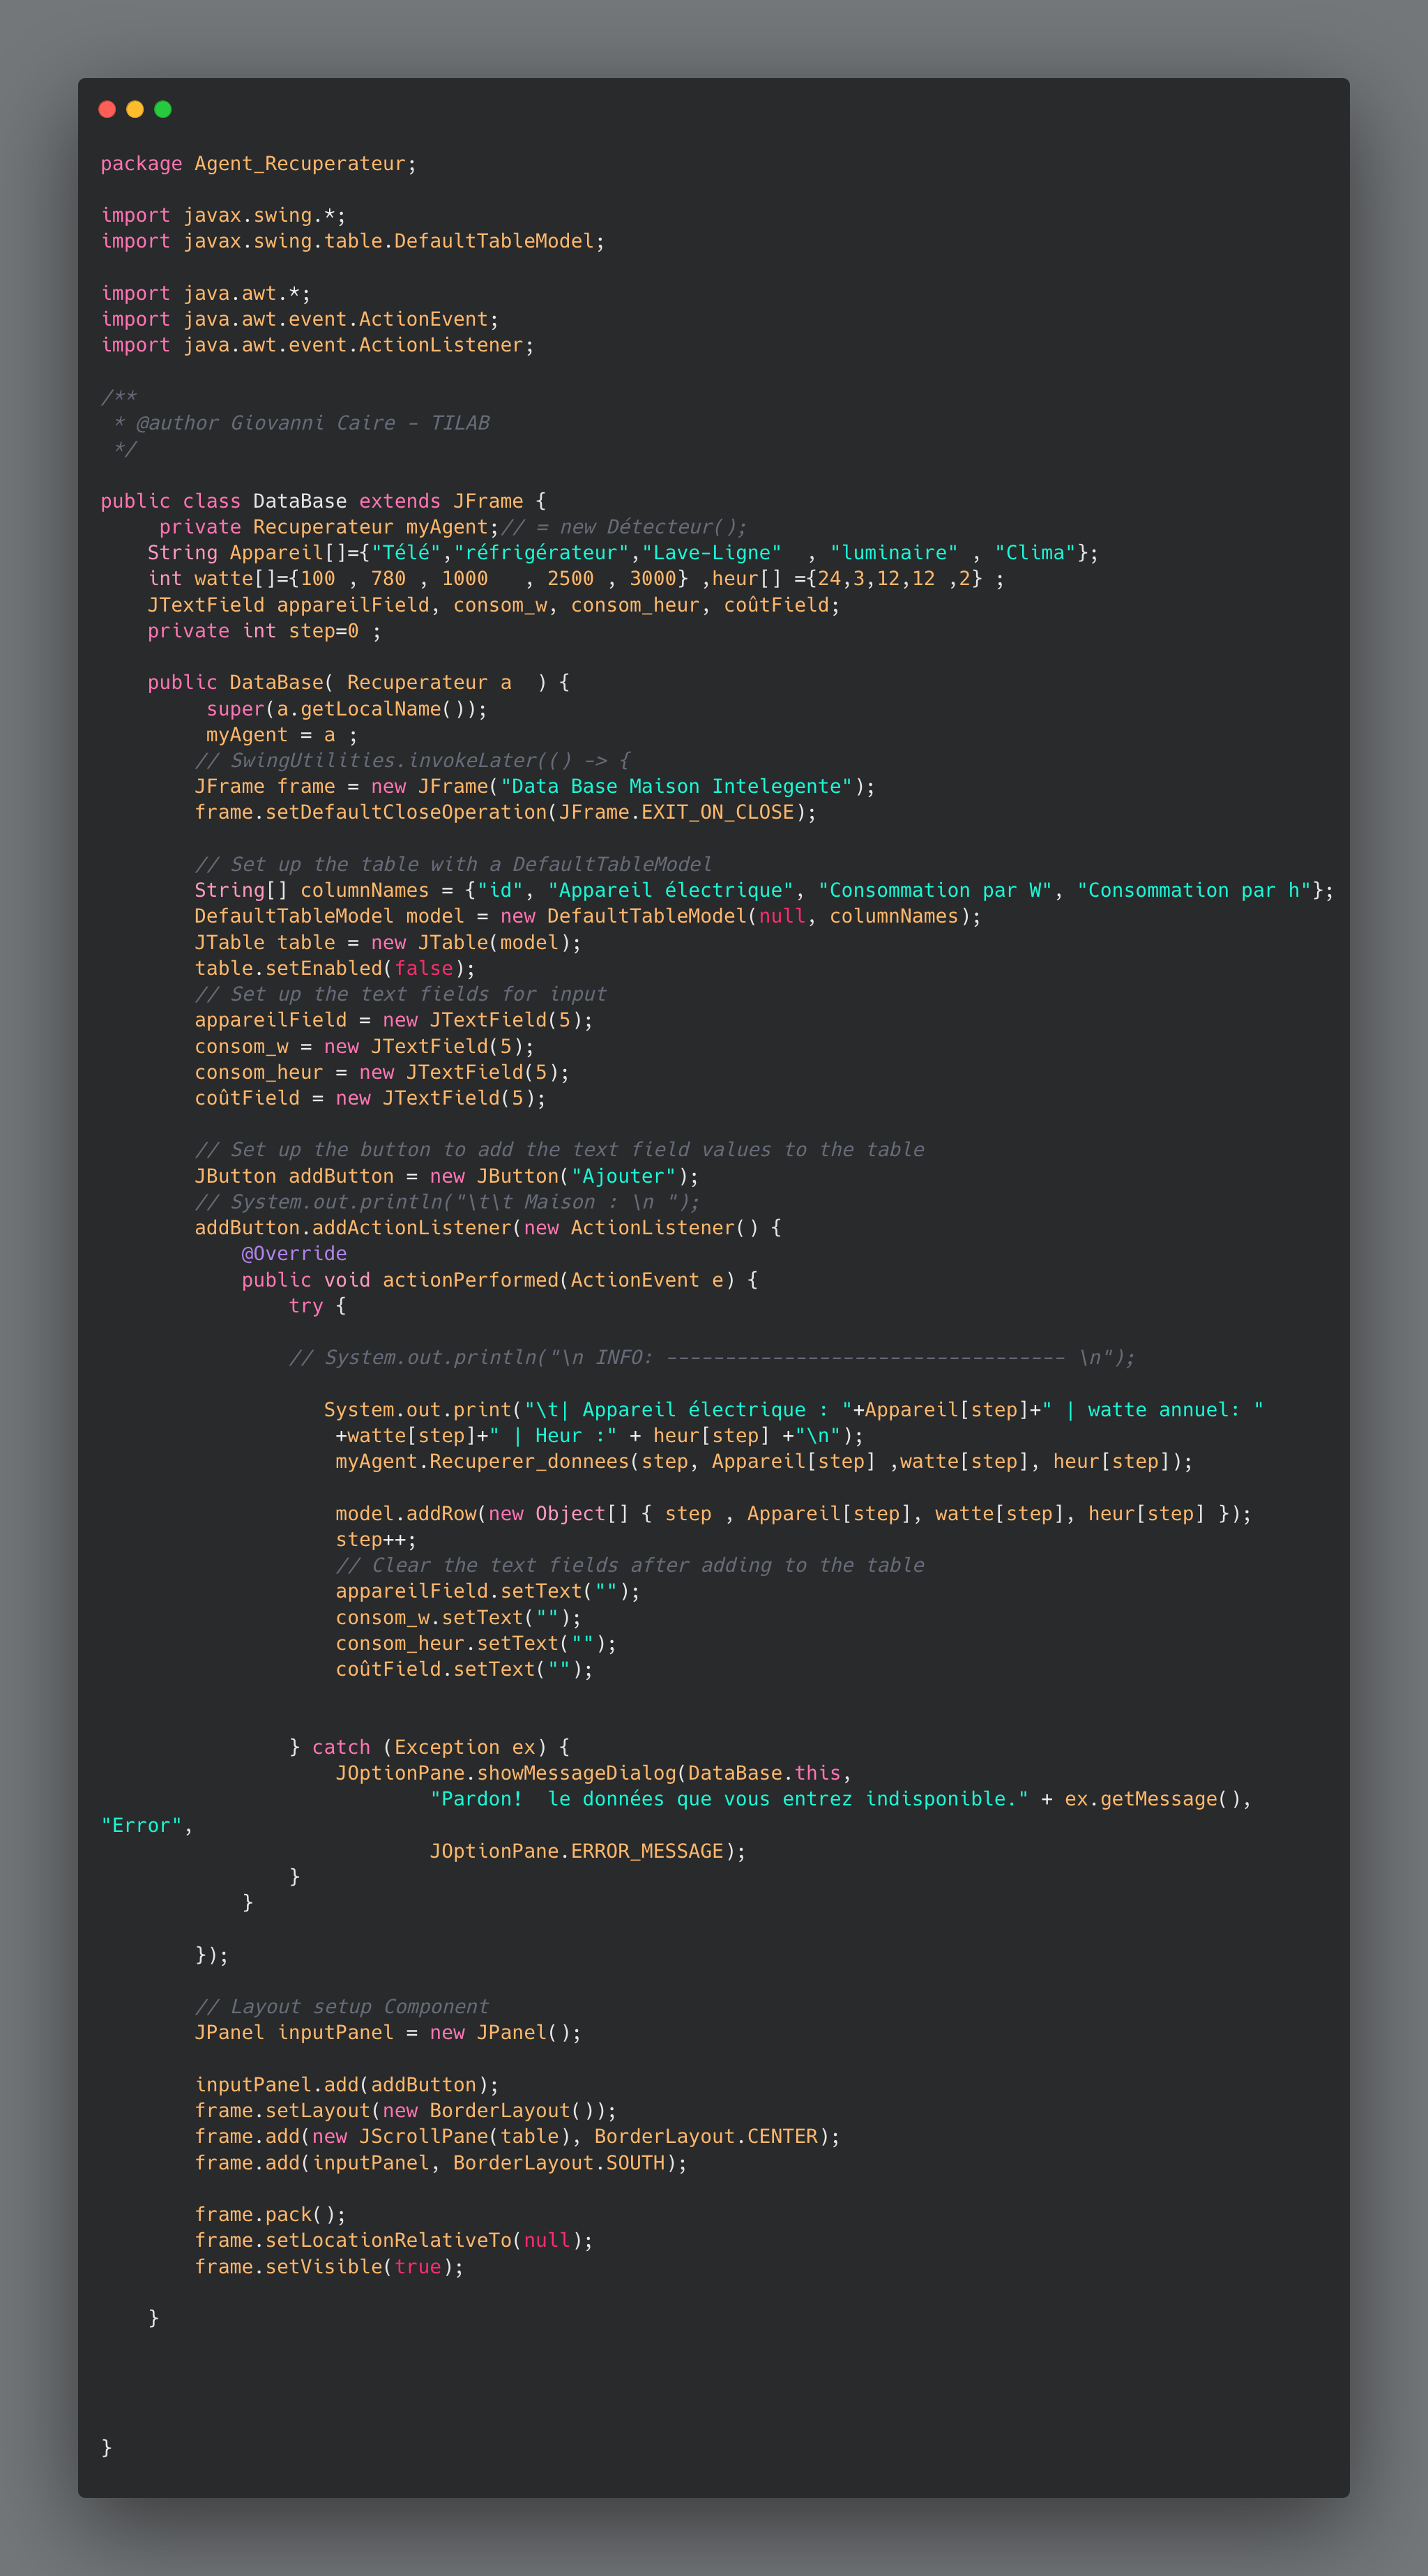 package Agent_Recuperateur;
import javax.swing.*;
import javax.swing.table.DefaultTableModel;
import java.awt.*;
import java.awt.event.ActionEvent;
import java.awt.event.ActionListener;
/**
 * @author Giovanni Caire - TILAB
 */
public class DataBase extends JFrame {
     private Recuperateur myAgent;// = new Détecteur();
    String Appareil[]={"Télé","réfrigérateur","Lave-Ligne"  , "luminaire" , "Clima"};
    int watte[]={100 , 780 , 1000   , 2500 , 3000} ,heur[] ={24,3,12,12 ,2} ;
    JTextField appareilField, consom_w, consom_heur, coûtField;
    private int step=0 ;
    public DataBase( Recuperateur a  ) {
         super(a.getLocalName());
         myAgent = a ;
        // SwingUtilities.invokeLater(() -> {
        JFrame frame = new JFrame("Data Base Maison Intelegente");
        frame.setDefaultCloseOperation(JFrame.EXIT_ON_CLOSE);
        // Set up the table with a DefaultTableModel
        String[] columnNames = {"id", "Appareil électrique", "Consommation par W", "Consommation par h"};
        DefaultTableModel model = new DefaultTableModel(null, columnNames);
        JTable table = new JTable(model);
        table.setEnabled(false);
        // Set up the text fields for input
        appareilField = new JTextField(5);
        consom_w = new JTextField(5);
        consom_heur = new JTextField(5);
        coûtField = new JTextField(5);
        // Set up the button to add the text field values to the table
        JButton addButton = new JButton("Ajouter");
        // System.out.println("\t\t Maison : \n ");
        addButton.addActionListener(new ActionListener() {
            @Override
            public void actionPerformed(ActionEvent e) {
                try {
                // System.out.println("\n INFO: ---------------------------------- \n");
                   System.out.print("\t| Appareil électrique : "+Appareil[step]+" | watte annuel: "
                    +watte[step]+" | Heur :" + heur[step] +"\n");
                    myAgent.Recuperer_donnees(step, Appareil[step] ,watte[step], heur[step]);
                    model.addRow(new Object[] { step , Appareil[step], watte[step], heur[step] });
                    step++;
                    // Clear the text fields after adding to the table
                    appareilField.setText("");
                    consom_w.setText("");
                    consom_heur.setText("");
                    coûtField.setText("");
                } catch (Exception ex) {
                    JOptionPane.showMessageDialog(DataBase.this,
                            "Pardon!  le données que vous entrez indisponible." + ex.getMessage(),
"Error",
                            JOptionPane.ERROR_MESSAGE);
                }
            }
        });
        // Layout setup Component
        JPanel inputPanel = new JPanel();
        inputPanel.add(addButton);
        frame.setLayout(new BorderLayout());
        frame.add(new JScrollPane(table), BorderLayout.CENTER);
        frame.add(inputPanel, BorderLayout.SOUTH);
        frame.pack();
        frame.setLocationRelativeTo(null);
        frame.setVisible(true);
    }
}